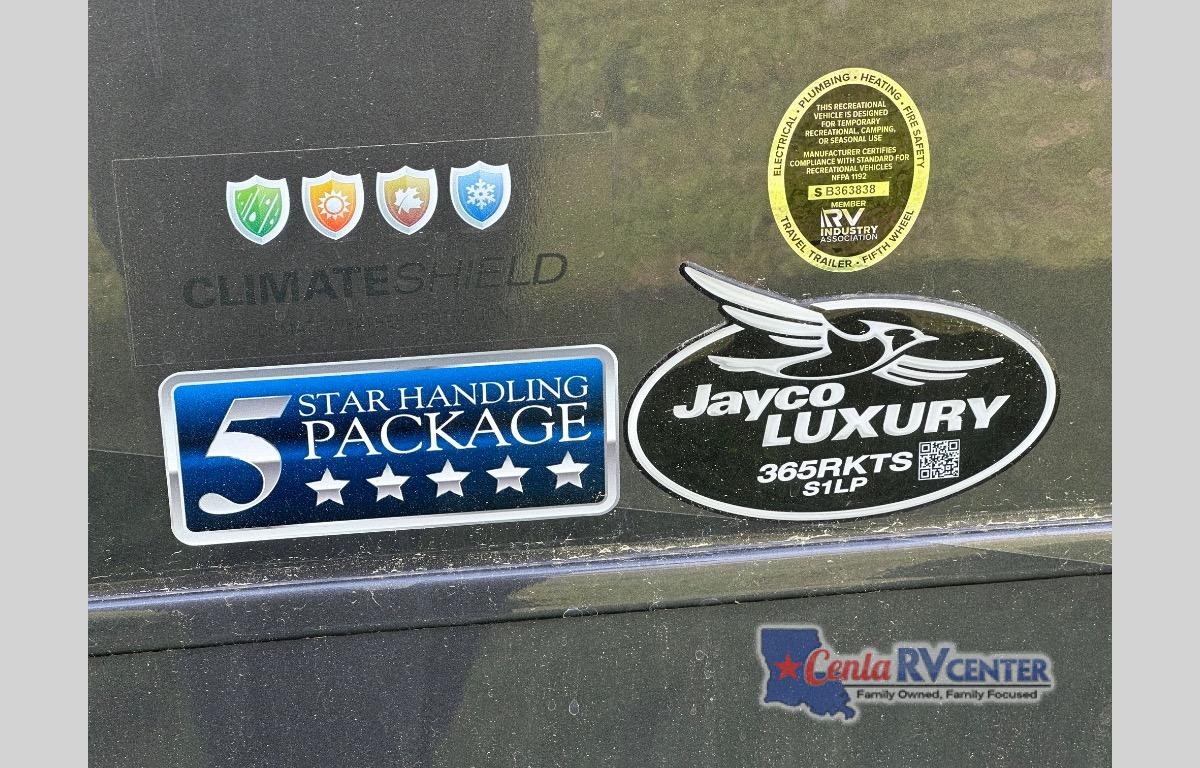 ELECTRICAL • PLUMBING • HEATING • FIRE SAFETY
THIS RECREATIONAL
VEHICLE IS DESIGNED
FOR TEMPORARY
RECREATIONAL, CAMPING,
OR SEASONAL USE
MANUFACTURER CERTIFIES
COMPLIANCE WITH STANDARD FOR
RECREATIONAL VEHICLES
NFPA 1192
S B363838
MEMBER
RV
INDUSTRY
ASSOCIATION
TRAVEL TRAILER • FIFTH WHEEL
CLIMATESHIELD
5 STAR HANDLING
PACKAGE
Jayco
LUXURY
365RKTS
S1LP
Cenla RV CENTER
Family Owned, Family Focused